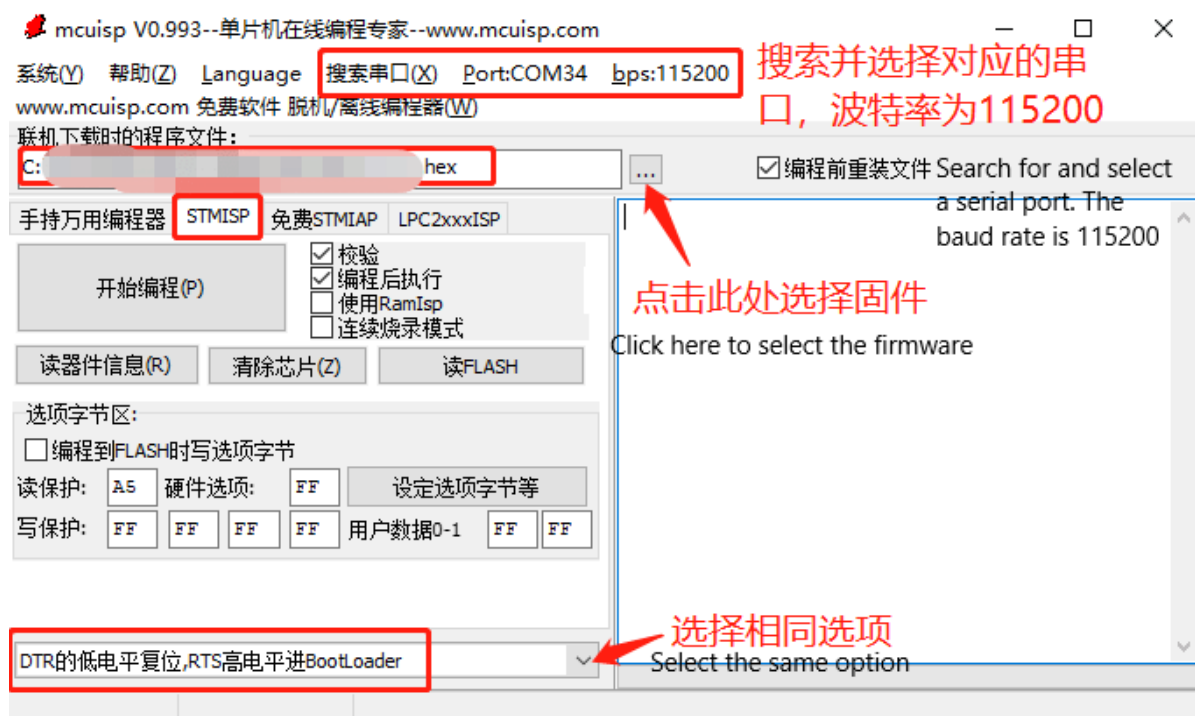 mcuisp V0.993--单片机在线编程专家--www.mcuisp.com
系统(Y) 帮助(Z) Language 搜索串口(X) Port:COM34 bps:115200
搜索并选择对应的串
口，波特率为115200
www.mcuisp.com 免费软件 脱机/离线编程器(W)
联机下载时的程序文件：
C: hex ...
编程前重装文件
Search for and select
a serial port. The
baud rate is 115200
手持万用编程器 STMISP 免费STMIAP LPC2xxxISP
开始编程(P)
校验
编程后执行
使用RamIsp
连续烧录模式
点击此处选择固件
Click here to select the firmware
读器件信息(R) 清除芯片(Z) 读FLASH
选项字节区:
编程到FLASH时写选项字节
读保护: A5 硬件选项: FF 设定选项字节等
写保护: FF FF FF FF 用户数据0-1 FF FF
选择相同选项
Select the same option
DTR的低电平复位,RTS高电平进BootLoader